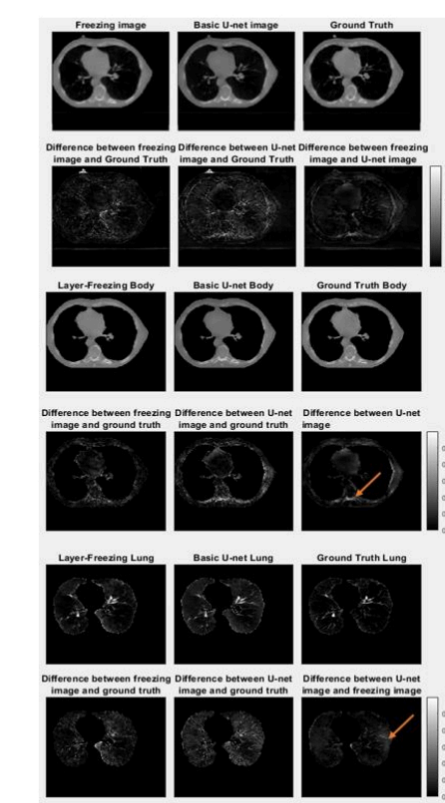 Freezing image Basic U-net image Ground Truth
Difference between freezing Difference between U-net Difference between freezing
image and Ground Truth image and Ground Truth image and U-net image
Layer-Freezing Body Basic U-net Body Ground Truth Body
Difference between freezing Difference between U-net Difference between U-net
image and ground truth image and ground truth image
Layer-Freezing Lung Basic U-net Lung Ground Truth Lung
Difference between freezing Difference between U-net Difference between U-net
image and ground truth image and ground truth image and freezing image